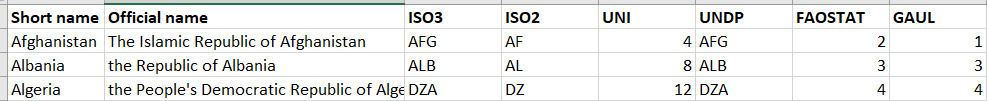 Short name Official name ISO3 ISO2 UNI UNDP FAOSTAT GAUL
Afghanistan The Islamic Republic of Afghanistan AFG AF 4 AFG 2 1
Albania the Republic of Albania ALB AL 8 ALB 3 3
Algeria the People's Democratic Republic of Alge DZA DZ 12 DZA 4 4